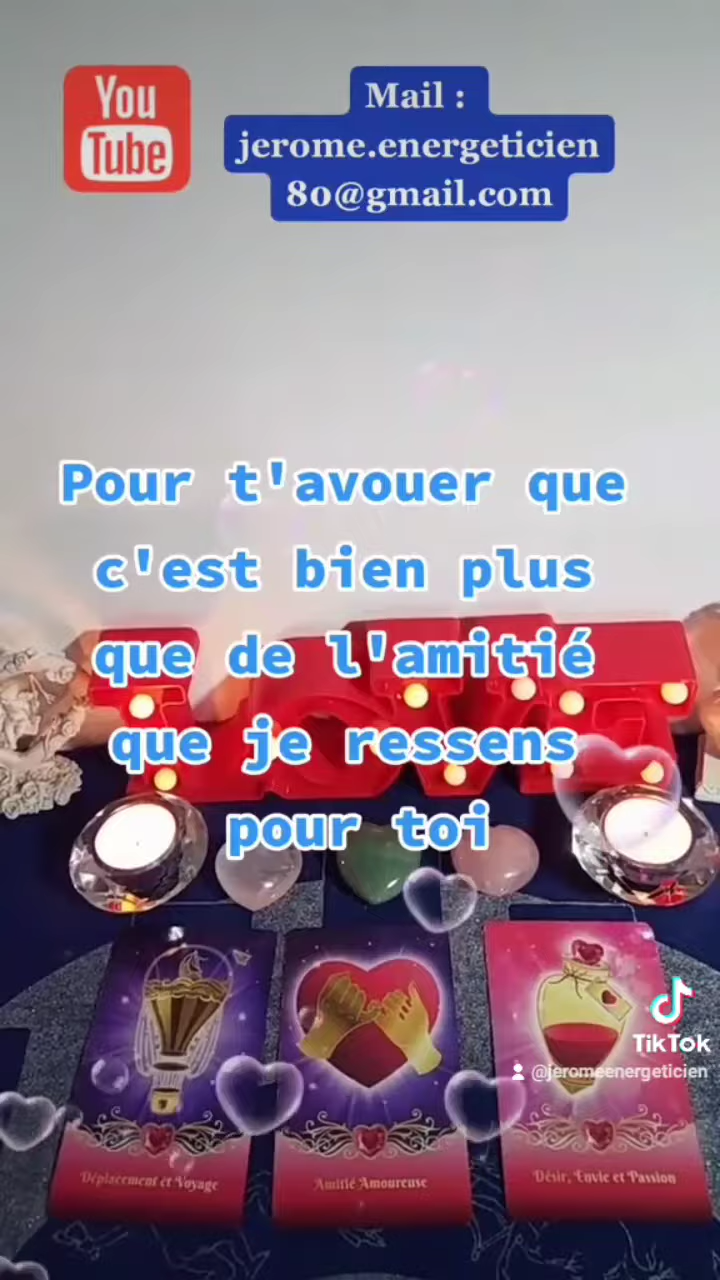 You
Tube
Mail :
jerome.energeticien
80@gmail.com
Pour t'avouer que
c'est bien plus
que de l'amitié
que je ressens
pour toi
LOVE
TikTok
@jeromeenergeticien
Déplacement et Voyage
Amitié Amoureuse
Désir, Envie et Passion